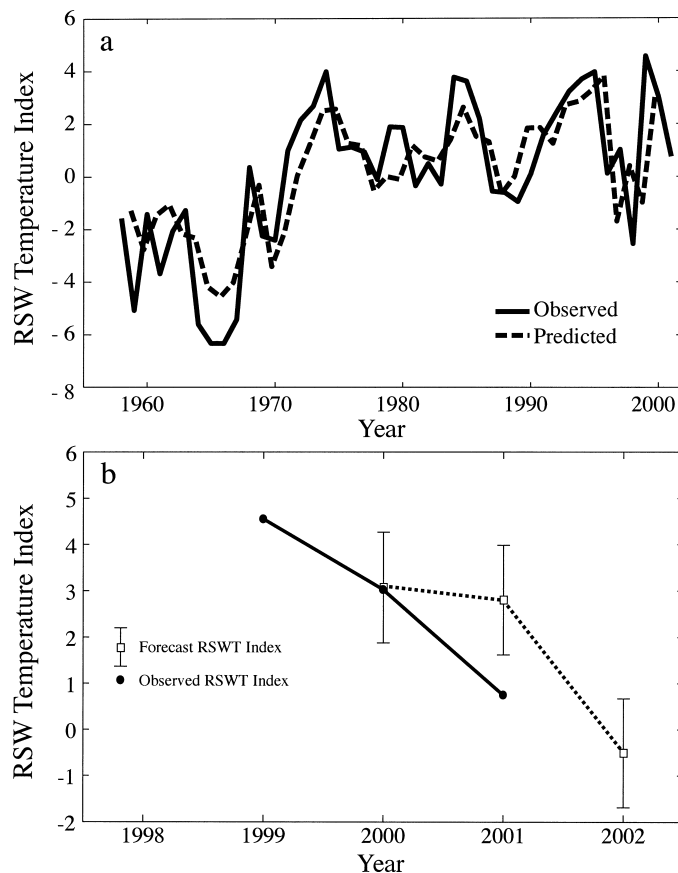 a
RSW Temperature Index
6
4
2
0
-2
-4
-6
-8
Observed
Predicted
1960 1970 1980 1990 2000
Year
b
RSW Temperature Index
6
5
4
3
2
1
0
-1
-2
Forecast RSWT Index
Observed RSWT Index
1998 1999 2000 2001 2002
Year